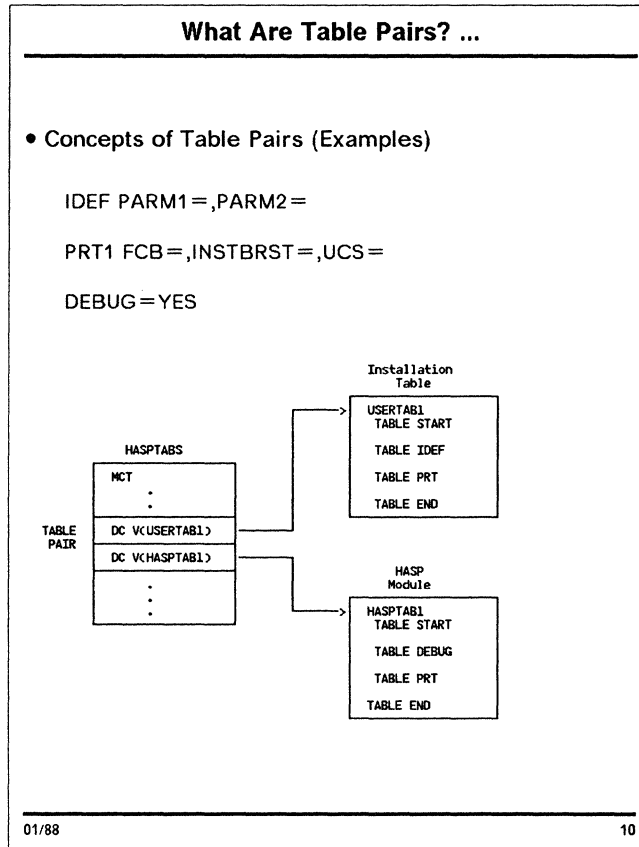 What Are Table Pairs? ...
• Concepts of Table Pairs (Examples)
IDEF PARM1=,PARM2=
PRT1 FCB=,INSTBRST=,UCS=
DEBUG=YES
HASPTABS
MCT
.
.
TABLE
PAIR
DC V(USERTAB1)
DC V(HASPTAB1)
.
.
.
Installation
Table
USERTAB1
TABLE START
TABLE IDEF
TABLE PRT
TABLE END
HASP
Module
HASPTAB1
TABLE START
TABLE DEBUG
TABLE PRT
TABLE END
01/88
10